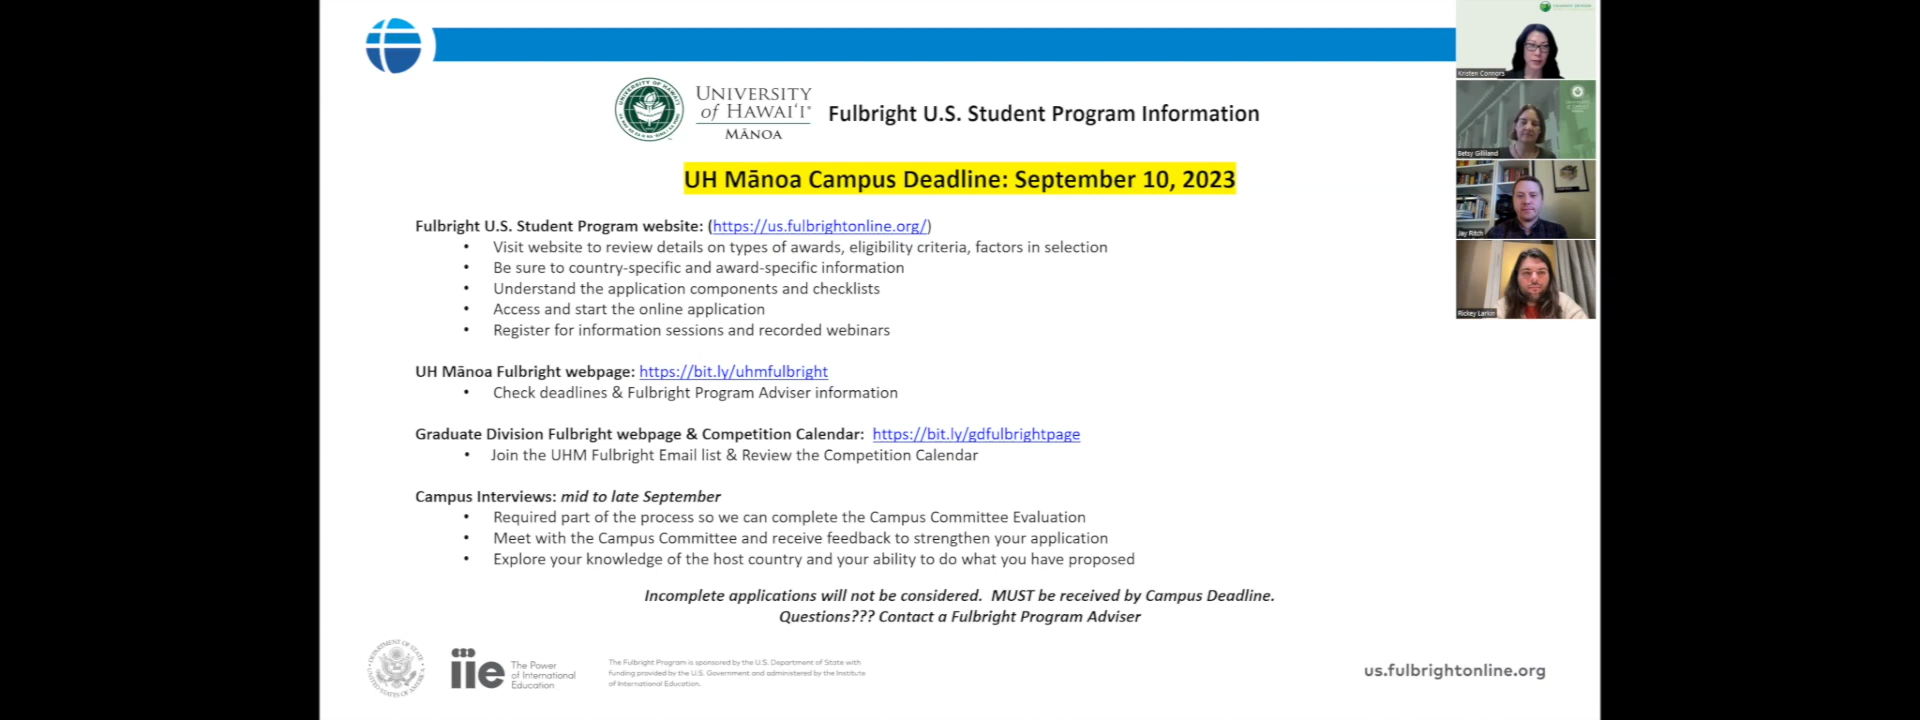 UNIVERSITY
of HAWAI‘I®
MĀNOA
Fulbright U.S. Student Program Information
UH Mānoa Campus Deadline: September 10, 2023
Fulbright U.S. Student Program website: (https://us.fulbrightonline.org/)
• Visit website to review details on types of awards, eligibility criteria, factors in selection
• Be sure to country-specific and award-specific information
• Understand the application components and checklists
• Access and start the online application
• Register for information sessions and recorded webinars
UH Mānoa Fulbright webpage: https://bit.ly/uhmfulbright
• Check deadlines & Fulbright Program Adviser information
Graduate Division Fulbright webpage & Competition Calendar: https://bit.ly/gdfulbrightpage
• Join the UHM Fulbright Email list & Review the Competition Calendar
Campus Interviews: mid to late September
• Required part of the process so we can complete the Campus Committee Evaluation
• Meet with the Campus Committee and receive feedback to strengthen your application
• Explore your knowledge of the host country and your ability to do what you have proposed
Incomplete applications will not be considered. MUST be received by Campus Deadline.
Questions??? Contact a Fulbright Program Adviser
iie
The Power
of International
Education
The Fulbright Program is sponsored by the U.S. Department of State with
funding provided by the U.S. Government and administered by the Institute
of International Education.
us.fulbrightonline.org
Kristen Connors
Betsy Gilliland
Jay Ritch
Rickey Larkin